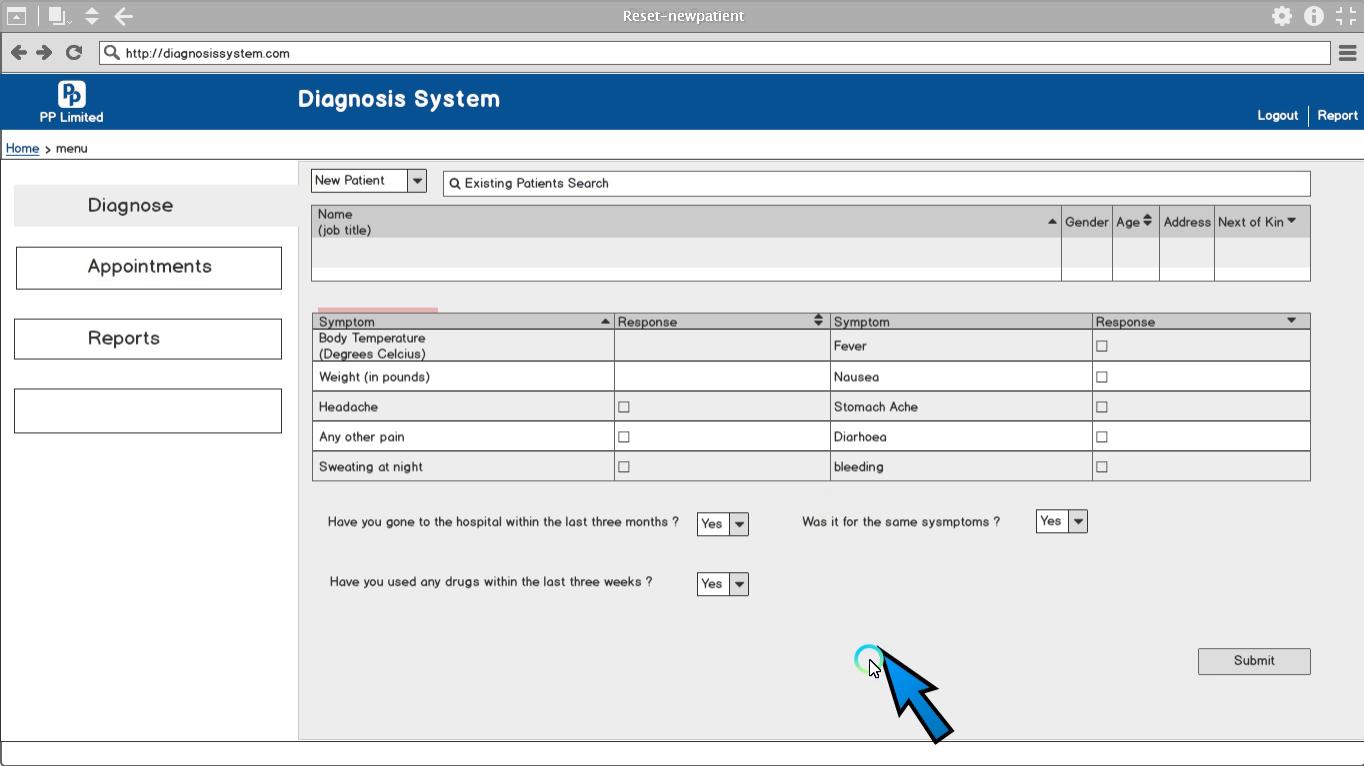 Reset-newpatient
http://diagnosissystem.com
Pp
PP Limited
Diagnosis System
Logout
Report
Home > menu
Diagnose
Appointments
Reports
New Patient
Existing Patients Search
Name
(job title)
Gender
Age
Address
Next of Kin
Symptom
Response
Symptom
Response
Body Temperature
(Degrees Celcius)
Fever
Weight (in pounds)
Nausea
Headache
Stomach Ache
Any other pain
Diarhoea
Sweating at night
bleeding
Have you gone to the hospital within the last three months ?
Yes
Was it for the same sysmptoms ?
Yes
Have you used any drugs within the last three weeks ?
Yes
Submit